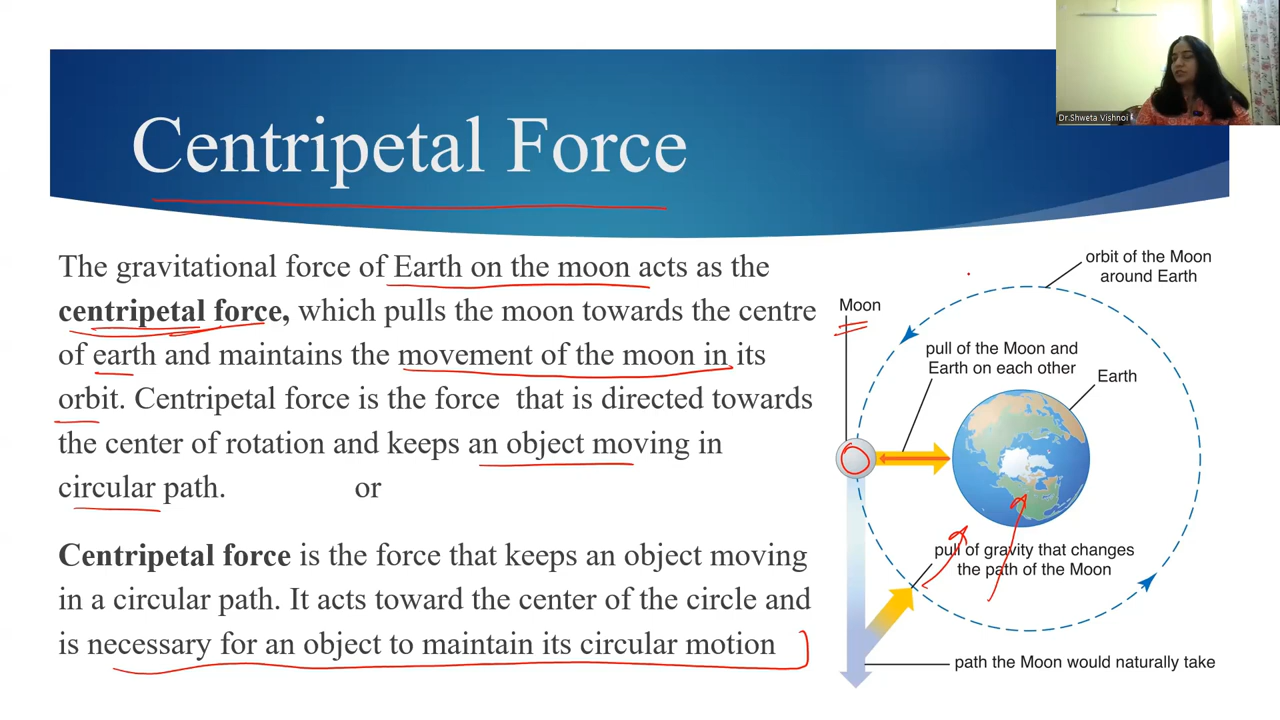 Dr.Shweta Vishnoi
Centripetal Force
The gravitational force of Earth on the moon acts as the
centripetal force, which pulls the moon towards the centre
of earth and maintains the movement of the moon in its
orbit. Centripetal force is the force that is directed towards
the center of rotation and keeps an object moving in
circular path. or
Centripetal force is the force that keeps an object moving
in a circular path. It acts toward the center of the circle and
is necessary for an object to maintain its circular motion
orbit of the Moon
around Earth
Moon
pull of the Moon and
Earth on each other
Earth
pull of gravity that changes
the path of the Moon
path the Moon would naturally take